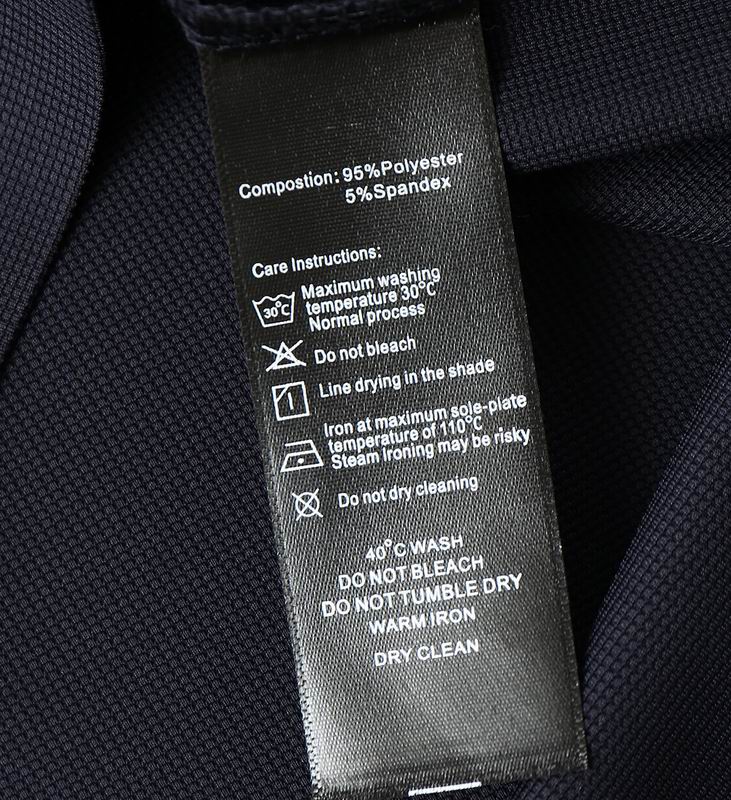 Compostion: 95%Polyester
5%Spandex
Care Instructions:
30°C
Maximum washing
temperature 30°C
Normal process
Do not bleach
Line drying in the shade
Iron at maximum sole-plate
temperature of 110°C
Steam Ironing may be risky
Do not dry cleaning
40°C WASH
DO NOT BLEACH
DO NOT TUMBLE DRY
WARM IRON
DRY CLEAN